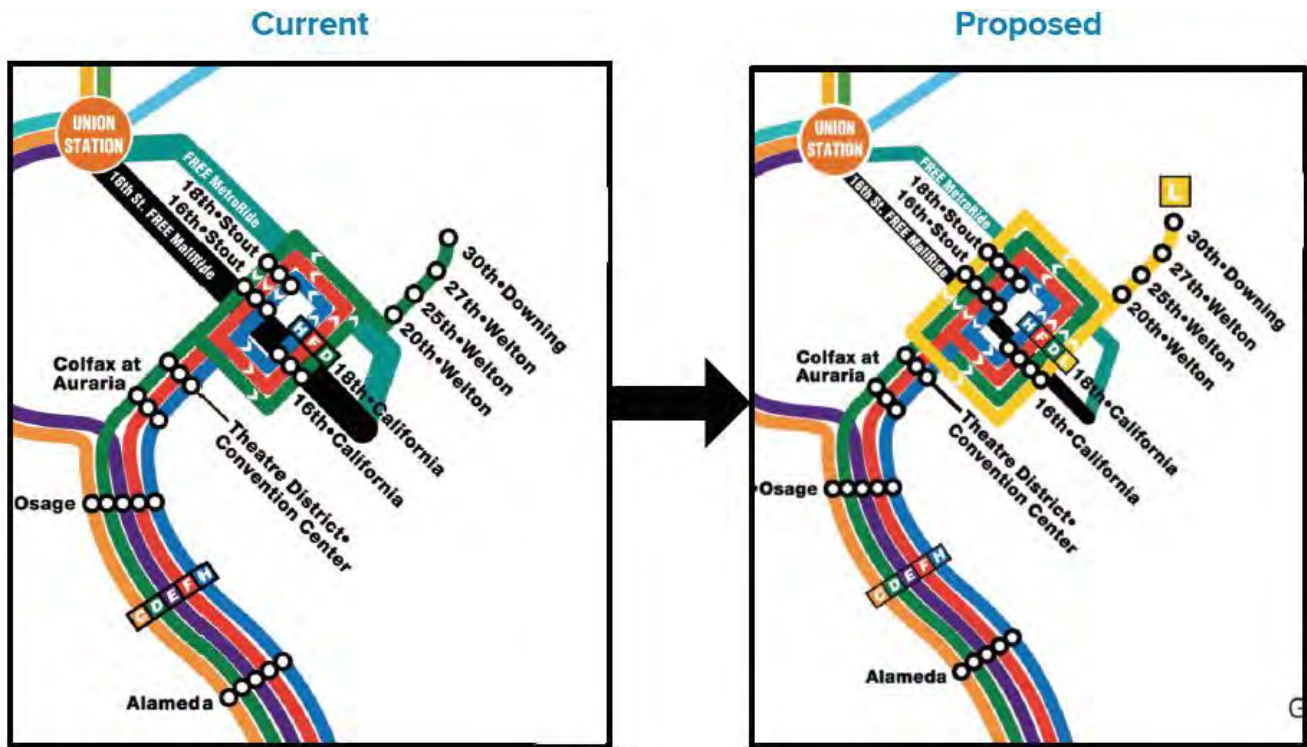 Current
UNION
STATION
FREE MetroRide
18th•Stout
16th•Stout
16th St. FREE MallRide
30th•Downing
27th•Welton
25th•Welton
20th•Welton
H F D
18th•California
16th•California
Colfax at
Auraria
Theatre District•
Convention Center
Osage
C D E F H
Alameda
Proposed
UNION
STATION
FREE MetroRide
18th•Stout
16th•Stout
16th St. FREE MallRide
L
30th•Downing
27th•Welton
25th•Welton
20th•Welton
H F D L
18th•California
16th•California
Colfax at
Auraria
Theatre District•
Convention Center
Osage
C D E F H
Alameda
G